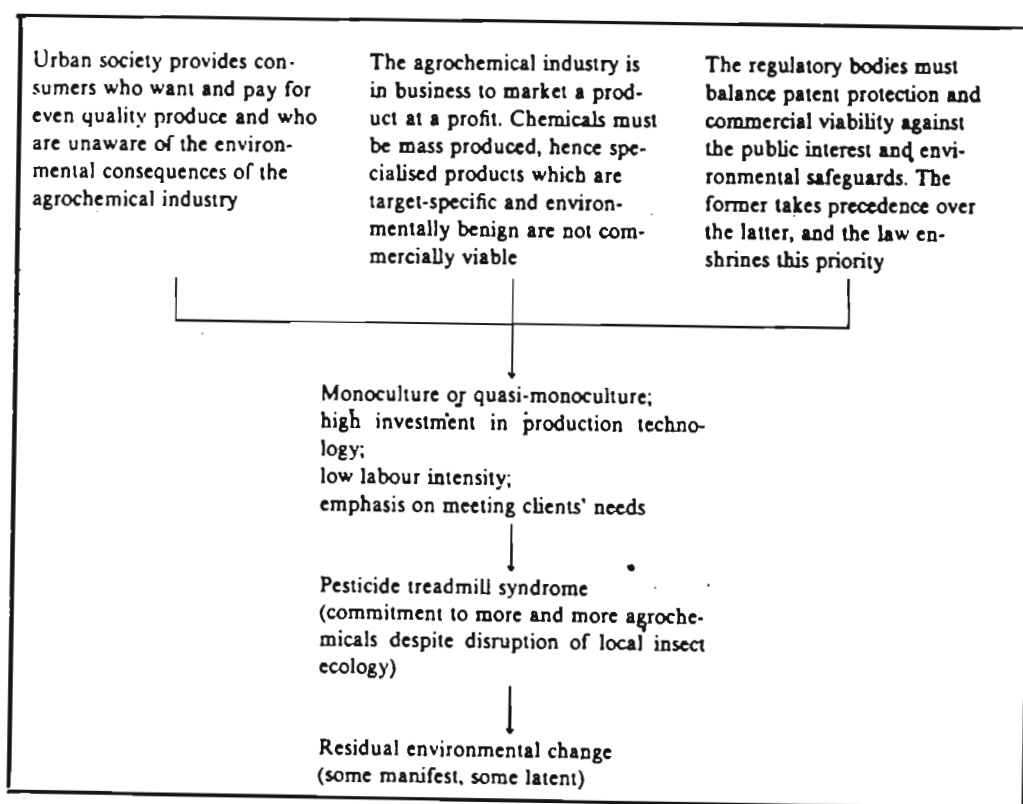 Urban society provides con-
sumers who want and pay for
even quality produce and who
are unaware of the environ-
mental consequences of the
agrochemical industry
The agrochemical industry is
in business to market a prod-
uct at a profit. Chemicals must
be mass produced, hence spe-
cialised products which are
target-specific and environ-
mentally benign are not com-
mercially viable
The regulatory bodies must
balance patent protection and
commercial viability against
the public interest and envi-
ronmental safeguards. The
former takes precedence over
the latter, and the law en-
shrines this priority
Monoculture or quasi-monoculture;
high investment in production techno-
logy;
low labour intensity;
emphasis on meeting clients' needs
Pesticide treadmill syndrome
(commitment to more and more agroche-
micals despite disruption of local insect
ecology)
Residual environmental change
(some manifest, some latent)